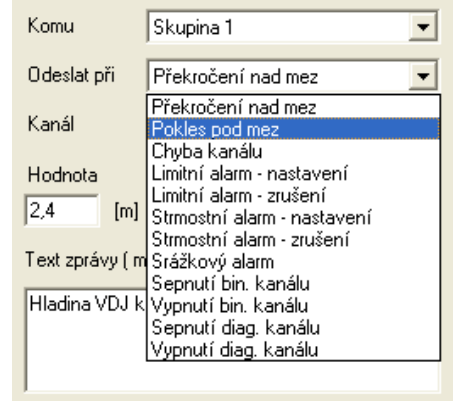 Komu Skupina 1
Odeslat při Překročení nad mez
Překročení nad mez
Kanál
Pokles pod mez
Chyba kanálu
Hodnota
Limitní alarm - nastavení
Limitní alarm - zrušení
2,4 [m]
Strmostní alarm - nastavení
Strmostní alarm - zrušení
Text zprávy ( m
Srážkový alarm
Sepnutí bin. kanálu
Hladina VDJ k
Vypnutí bin. kanálu
Sepnutí diag. kanálu
Vypnutí diag. kanálu